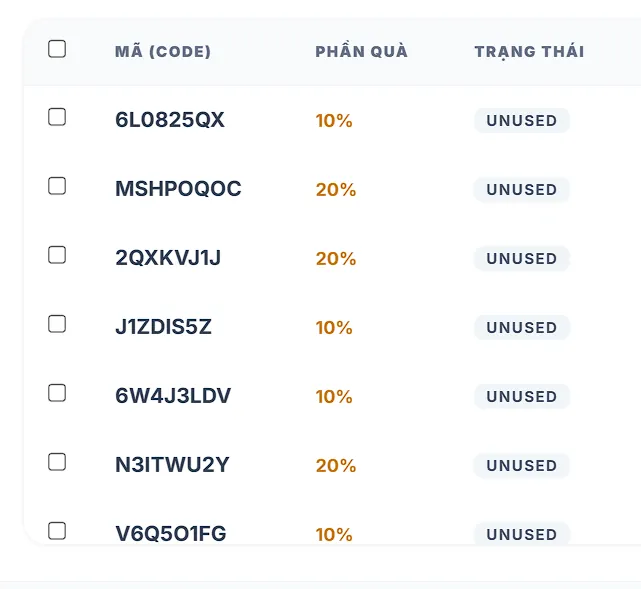 MÃ (CODE) PHẦN QUÀ TRẠNG THÁI
6L0825QX 10% UNUSED
MSHPOQOC 20% UNUSED
2QXKVJ1J 20% UNUSED
J1ZDIS5Z 10% UNUSED
6W4J3LDV 10% UNUSED
N3ITWU2Y 20% UNUSED
V6Q5O1FG 10% UNUSED